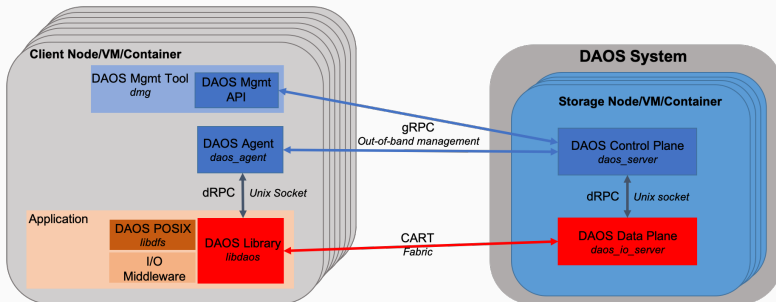 Client Node/VM/Container
DAOS Mgmt Tool
dmg
DAOS Mgmt
API
DAOS Agent
daos_agent
dRPC
Unix Socket
Application
DAOS POSIX
libdfs
I/O
Middleware
DAOS Library
libdaos
gRPC
Out-of-band management
CART
Fabric
DAOS System
Storage Node/VM/Container
DAOS Control Plane
daos_server
dRPC
Unix socket
DAOS Data Plane
daos_io_server